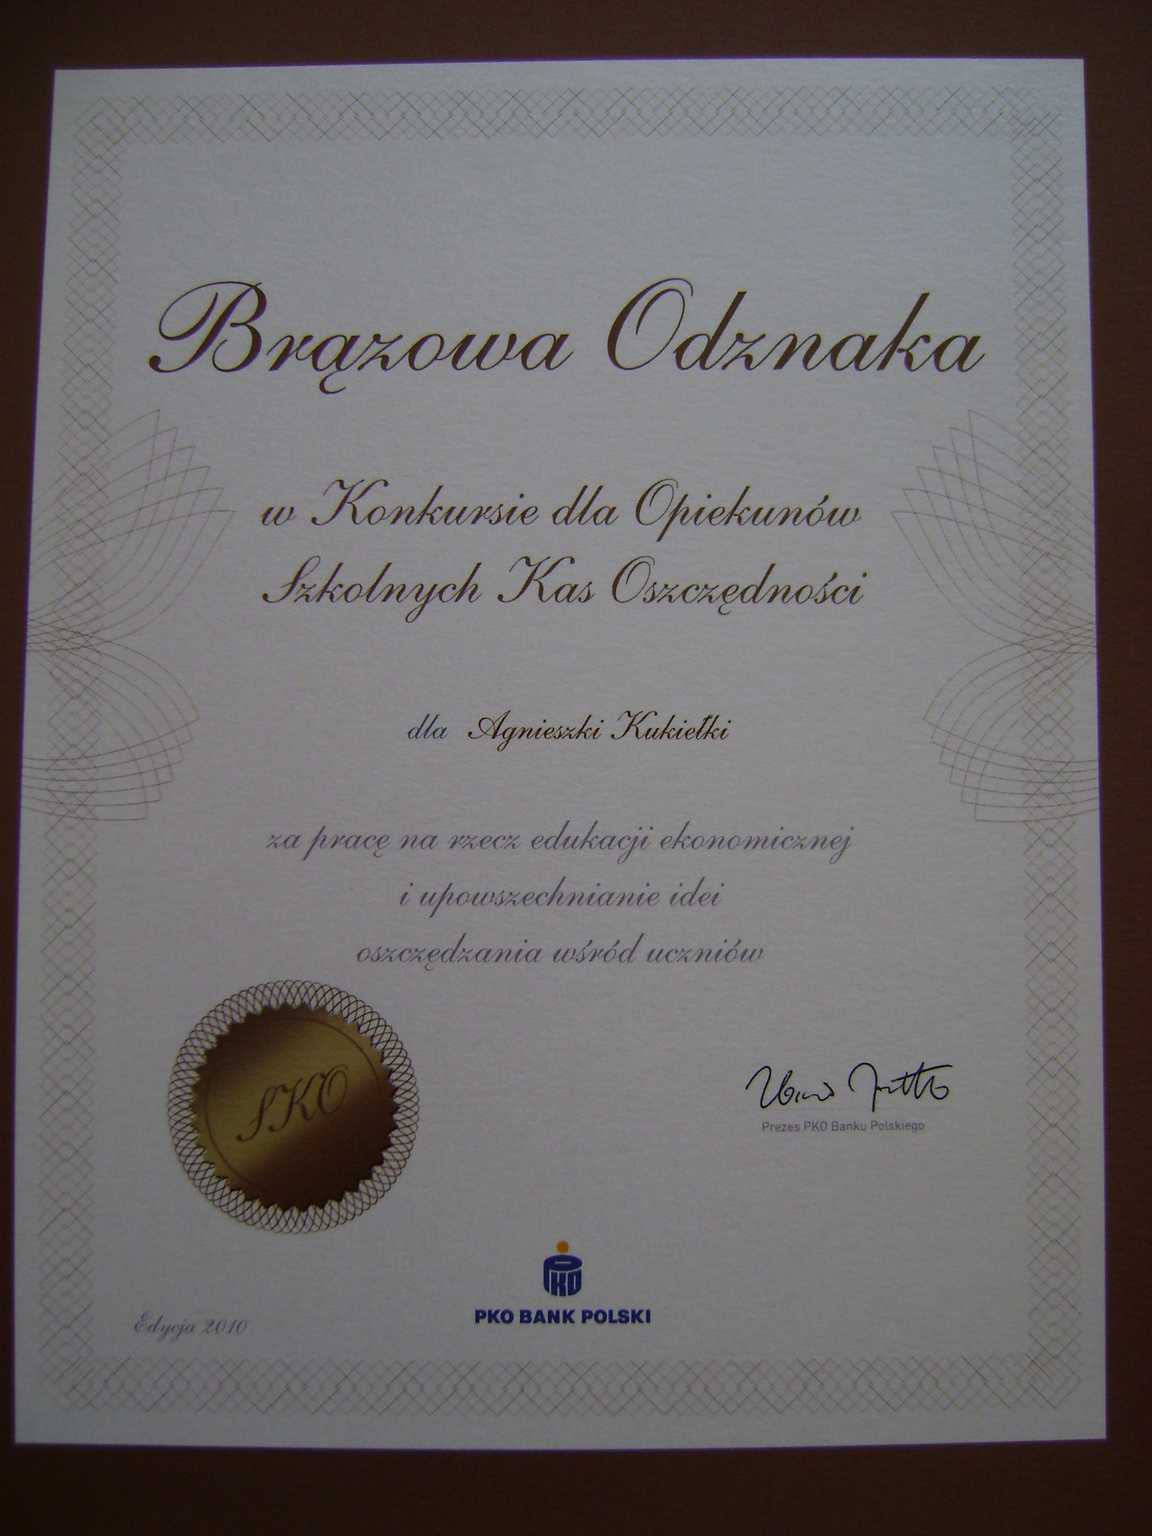 Brązowa Odznaka
w Konkursie dla Opiekunów
Szkolnych Kas Oszczędności
dla Agnieszki Kukiełki
za pracę na rzecz edukacji ekonomicznej
i upowszechnianie idei
oszczędzania wśród uczniów
SKO
Prezes PKO Banku Polskiego
PKO
PKO BANK POLSKI
Edycja 2010